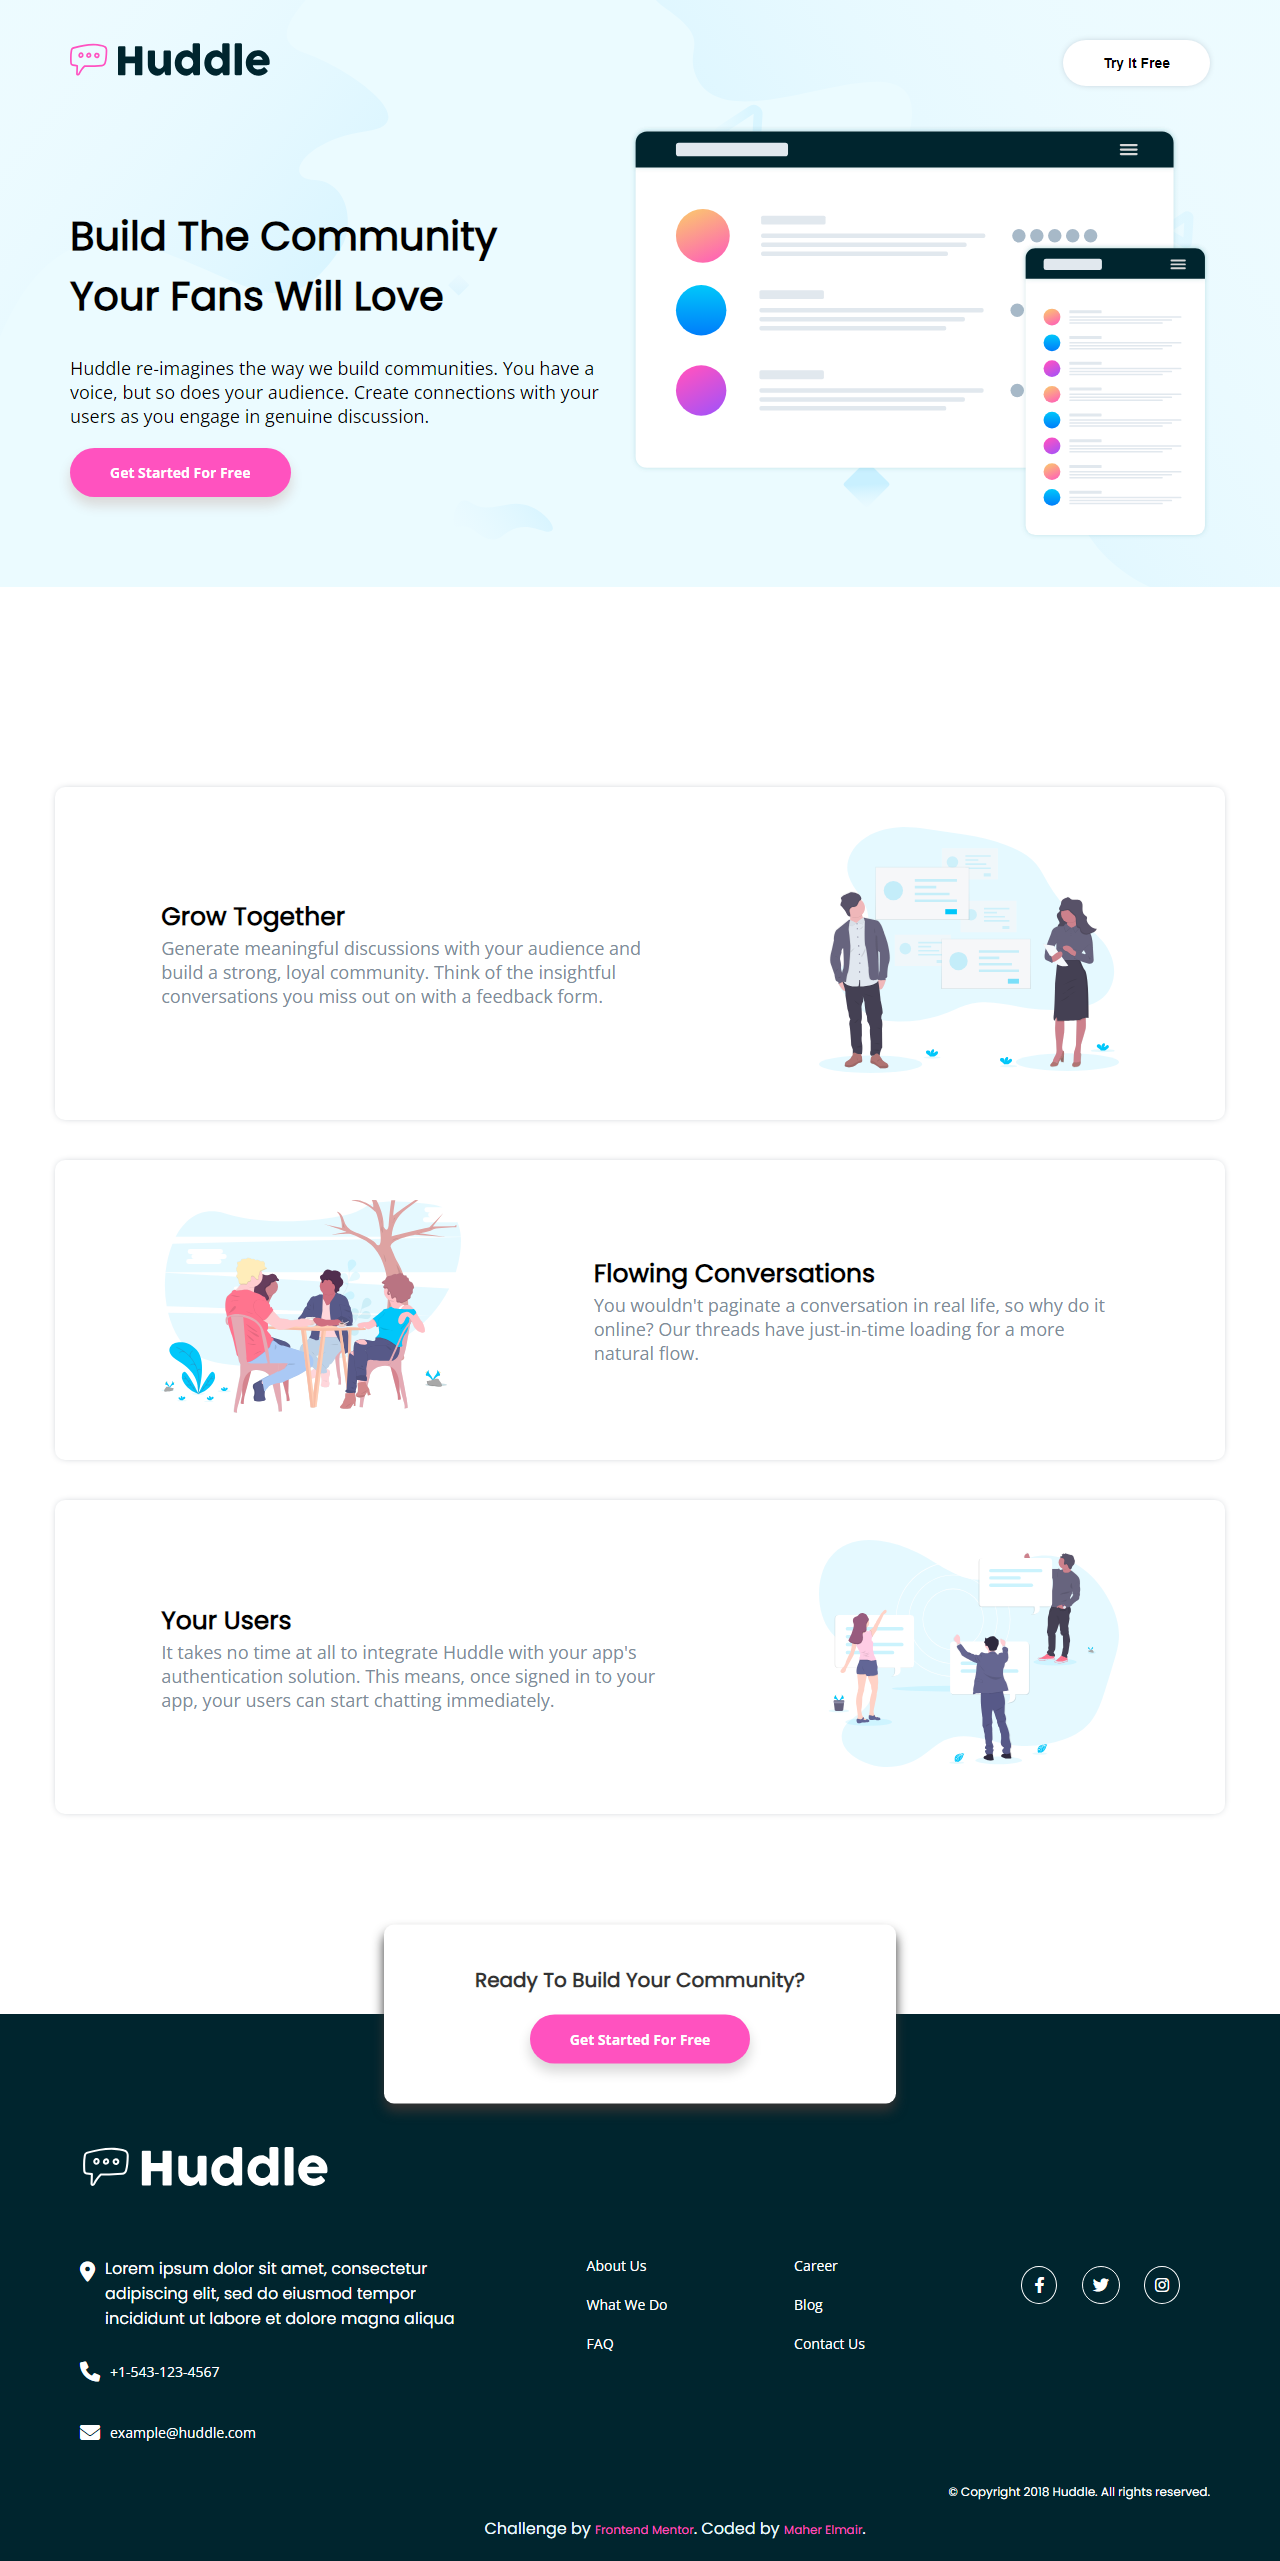 Huddle
Try It Free
Build The Community
Your Fans Will Love
Huddle re-imagines the way we build communities. You have a
voice, but so does your audience. Create connections with your
users as you engage in genuine discussion.
Get Started For Free
Grow Together
Generate meaningful discussions with your audience and
build a strong, loyal community. Think of the insightful
conversations you miss out on with a feedback form.
Flowing Conversations
You wouldn't paginate a conversation in real life, so why do it
online? Our threads have just-in-time loading for a more
natural flow.
Your Users
It takes no time at all to integrate Huddle with your app's
authentication solution. This means, once signed in to your
app, your users can start chatting immediately.
Ready To Build Your Community?
Get Started For Free
Huddle
Lorem ipsum dolor sit amet, consectetur
adipiscing elit, sed do eiusmod tempor
incididunt ut labore et dolore magna aliqua
+1-543-123-4567
example@huddle.com
About Us
What We Do
FAQ
Career
Blog
Contact Us
© Copyright 2018 Huddle. All rights reserved.
Challenge by Frontend Mentor. Coded by Maher Elmair.